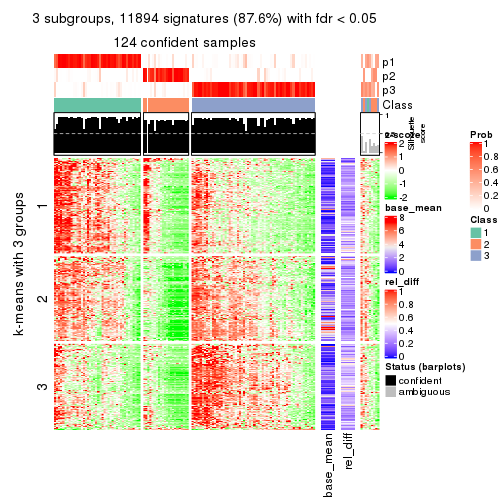 3 subgroups, 11894 signatures (87.6%) with fdr < 0.05
124 confident samples
p1
p2
p3
Class
1
Silhouette
score
z-score
2
1
0
-1
-2
base_mean
8
6
4
2
0
rel_diff
1
0.8
0.6
0.4
0.2
0
Status (barplots)
confident
ambiguous
Prob
1
0.8
0.6
0.4
0.2
0
Class
1
2
3
k-means with 3 groups
1
2
3
base_mean
rel_diff